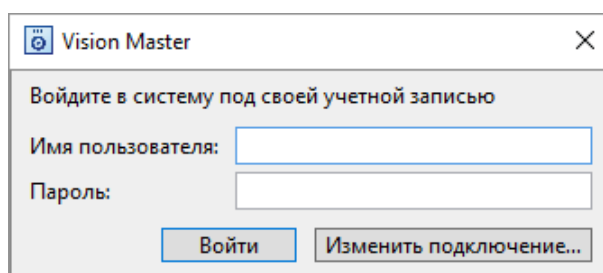 Vision Master
Войдите в систему под своей учетной записью
Имя пользователя:
Пароль:
Войти Изменить подключение...